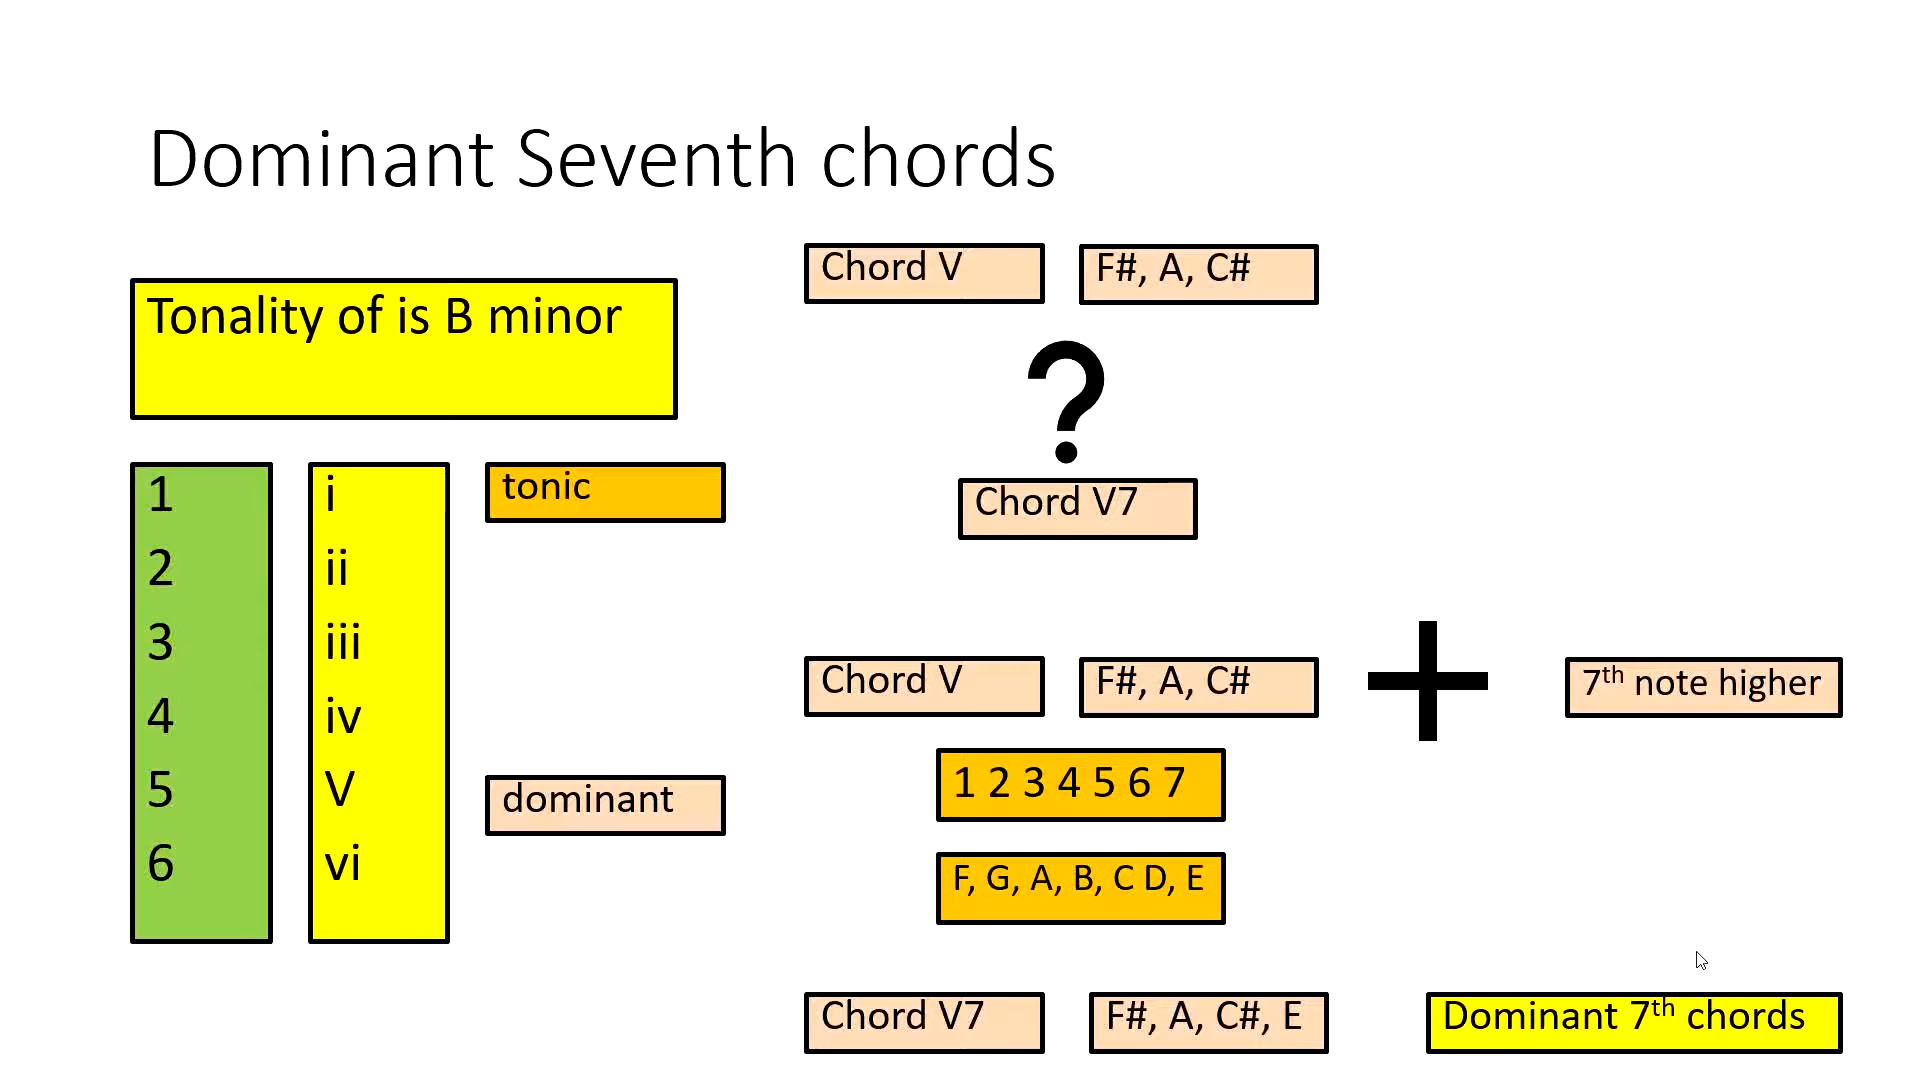 Dominant Seventh chords
Tonality of is B minor
1
2
3
4
5
6
i
ii
iii
iv
V
vi
tonic
dominant
Chord V
F#, A, C#
?
Chord V7
Chord V
F#, A, C#
+
7th note higher
1 2 3 4 5 6 7
F, G, A, B, C D, E
Chord V7
F#, A, C#, E
Dominant 7th chords